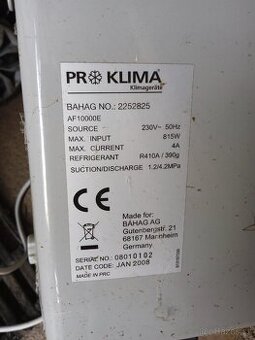 PRO KLIMA
Klimageräte
BAHAG NO.: 2252825
AF10000E
SOURCE 230V~ 50Hz
MAX. INPUT 815W
MAX. CURRENT 4A
REFRIGERANT R410A / 390g
SUCTION/DISCHARGE 1.2/4.2MPa
CE
Made for:
BAHAG AG
Gutenbergstr. 21
68167 Mannheim
Germany
SERIAL NO.: 08010102
DATE CODE: JAN 2008
MADE IN PRC